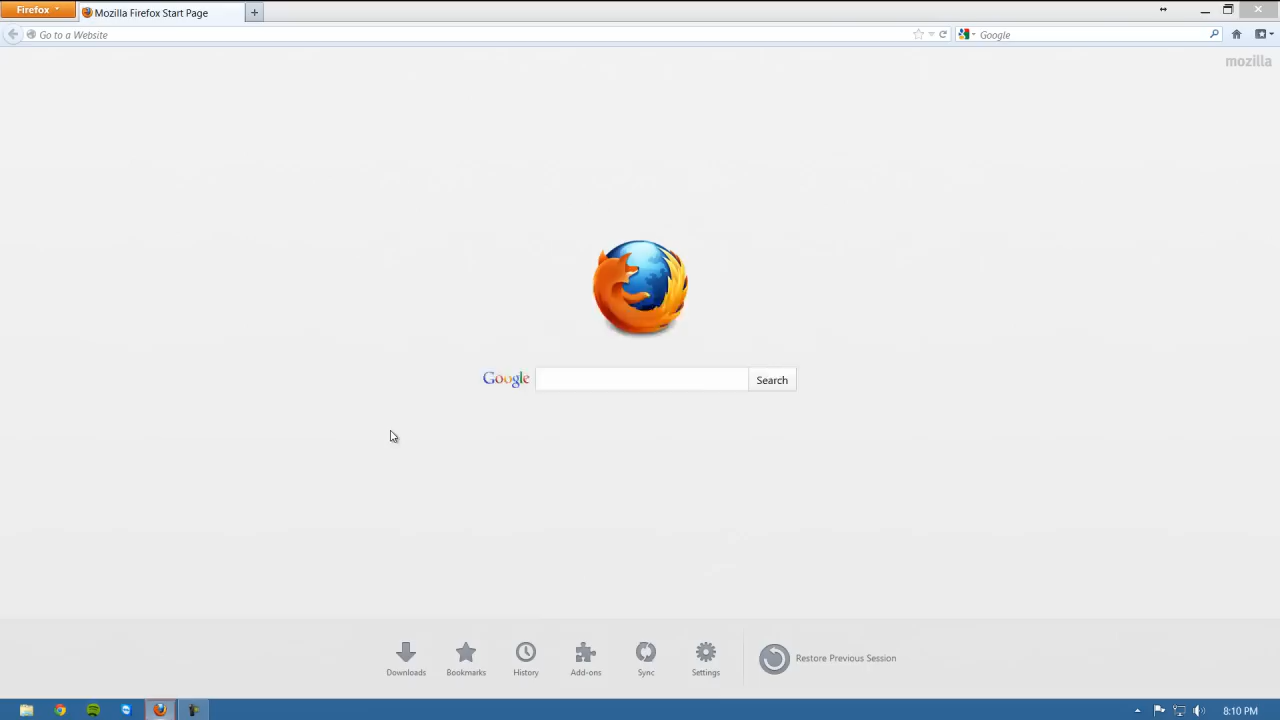 Firefox
Mozilla Firefox Start Page
Go to a Website
Google
mozilla
Google
Search
Downloads
Bookmarks
History
Add-ons
Sync
Settings
Restore Previous Session
8:10 PM